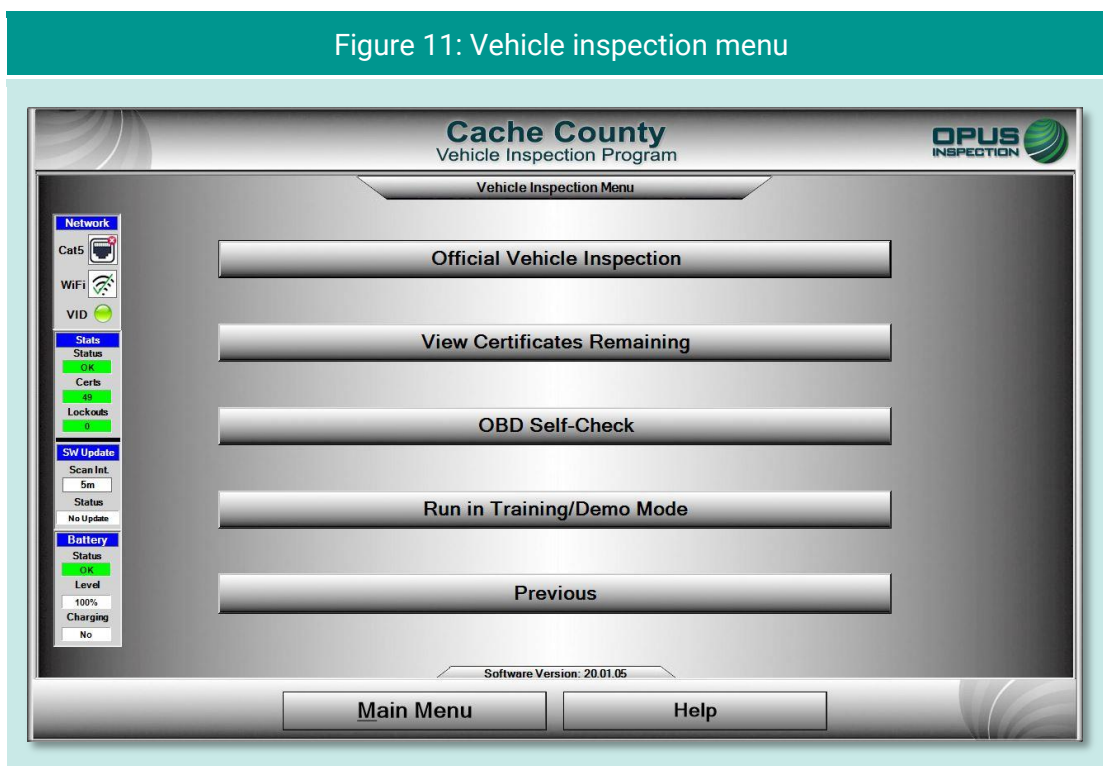 Figure 11: Vehicle inspection menu
Cache County
Vehicle Inspection Program
OPUS
INSPECTION
Vehicle Inspection Menu
Network
Cat5
WiFi
VID
Stats
Status
OK
Certs
49
Lockouts
0
SW Update
Scan Int.
5m
Status
No Update
Battery
Status
OK
Level
100%
Charging
No
Official Vehicle Inspection
View Certificates Remaining
OBD Self-Check
Run in Training/Demo Mode
Previous
Software Version: 20.01.05
Main Menu
Help